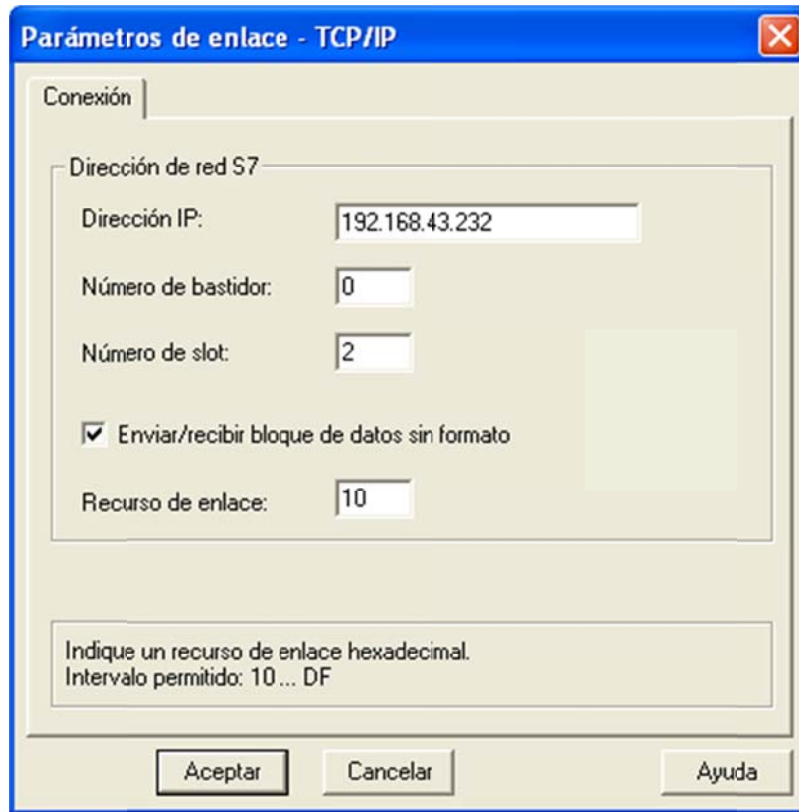 Parámetros de enlace - TCP/IP
Conexión
Dirección de red S7
Dirección IP: 192.168.43.232
Número de bastidor: 0
Número de slot: 2
Enviar/recibir bloque de datos sin formato
Recurso de enlace: 10
Indique un recurso de enlace hexadecimal.
Intervalo permitido: 10 ... DF
Aceptar Cancelar Ayuda